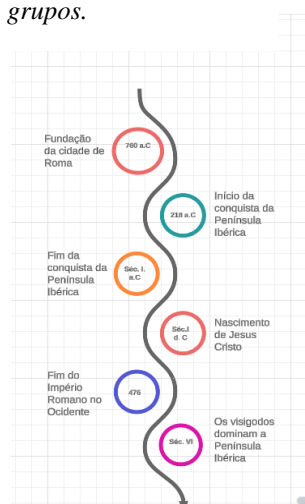 grupos.
Fundação
da cidade de
Roma
760 a.C
218 a.C
Início da
conquista da
Península
Ibérica
Fim da
conquista da
Península
Ibérica
Séc. I.
a.C
Séc.I
d. C
Nascimento
de Jesus
Cristo
Fim do
Império
Romano no
Ocidente
476
Séc. VI
Os visigodos
dominam a
Península
Ibérica